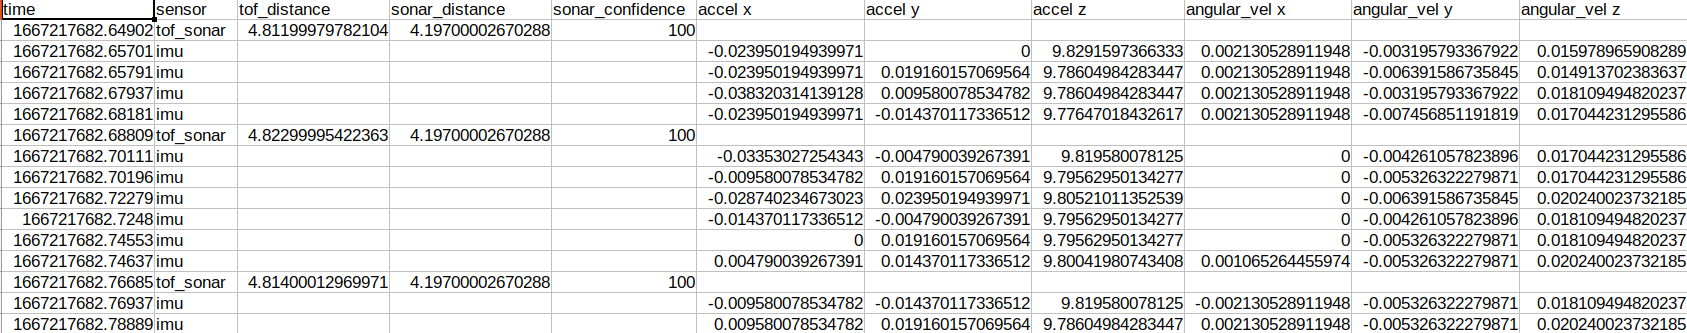 time sensor tof_distance sonar_distance sonar_confidence accel x accel y accel z angular_vel x angular_vel y angular_vel z
1667217682.64902 tof_sonar 4.81199979782104 4.19700002670288 100
1667217682.65701 imu -0.023950194939971 0 9.8291597366333 0.002130528911948 -0.003195793367922 0.015978965908289
1667217682.65791 imu -0.023950194939971 0.019160157069564 9.78604984283447 0.002130528911948 -0.006391586735845 0.014913702383637
1667217682.67937 imu -0.038320314139128 0.009580078534782 9.78604984283447 0.002130528911948 -0.003195793367922 0.018109494820237
1667217682.68181 imu -0.023950194939971 -0.014370117336512 9.77647018432617 0.002130528911948 -0.007456851191819 0.017044231295586
1667217682.68809 tof_sonar 4.82299995422363 4.19700002670288 100
1667217682.70111 imu -0.03353027254343 -0.004790039267391 9.819580078125 0 -0.004261057823896 0.017044231295586
1667217682.70196 imu -0.009580078534782 0.019160157069564 9.79562950134277 0 -0.005326322279871 0.017044231295586
1667217682.72279 imu -0.028740234673023 0.023950194939971 9.80521011352539 0 -0.006391586735845 0.020240023732185
1667217682.7248 imu -0.014370117336512 -0.004790039267391 9.79562950134277 0 -0.004261057823896 0.018109494820237
1667217682.74553 imu 0 0.019160157069564 9.79562950134277 0 -0.005326322279871 0.018109494820237
1667217682.74637 imu 0.004790039267391 0.014370117336512 9.80041980743408 0.001065264455974 -0.005326322279871 0.020240023732185
1667217682.76685 tof_sonar 4.81400012969971 4.19700002670288 100
1667217682.76937 imu -0.009580078534782 -0.014370117336512 9.819580078125 -0.002130528911948 -0.005326322279871 0.018109494820237
1667217682.78889 imu 0.009580078534782 0.019160157069564 9.78604984283447 0.002130528911948 -0.005326322279871 0.020240023732185